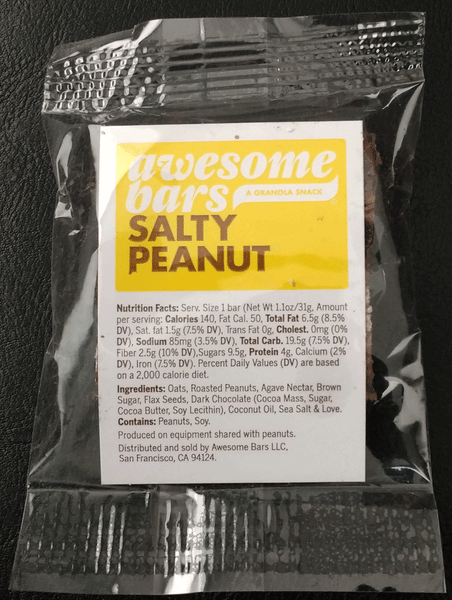 awesome
bars
A GRANOLA SNACK
SALTY
PEANUT
Nutrition Facts: Serv. Size 1 bar (Net Wt 1.1oz/31g, Amount
per serving: Calories 140, Fat Cal. 50, Total Fat 6.5g (8.5%
DV), Sat. fat 1.5g (7.5% DV), Trans Fat 0g, Cholest. 0mg (0%
DV), Sodium 85mg (3.5% DV), Total Carb. 19.5g (7.5% DV),
Fiber 2.5g (10% DV),Sugars 9.5g, Protein 4g, Calcium (2%
DV), Iron (7.5% DV). Percent Daily Values (DV) are based
on a 2,000 calorie diet.
Ingredients: Oats, Roasted Peanuts, Agave Nectar, Brown
Sugar, Flax Seeds, Dark Chocolate (Cocoa Mass, Sugar,
Cocoa Butter, Soy Lecithin), Coconut Oil, Sea Salt & Love.
Contains: Peanuts, Soy.
Produced on equipment shared with peanuts.
Distributed and sold by Awesome Bars LLC,
San Francisco, CA 94124.